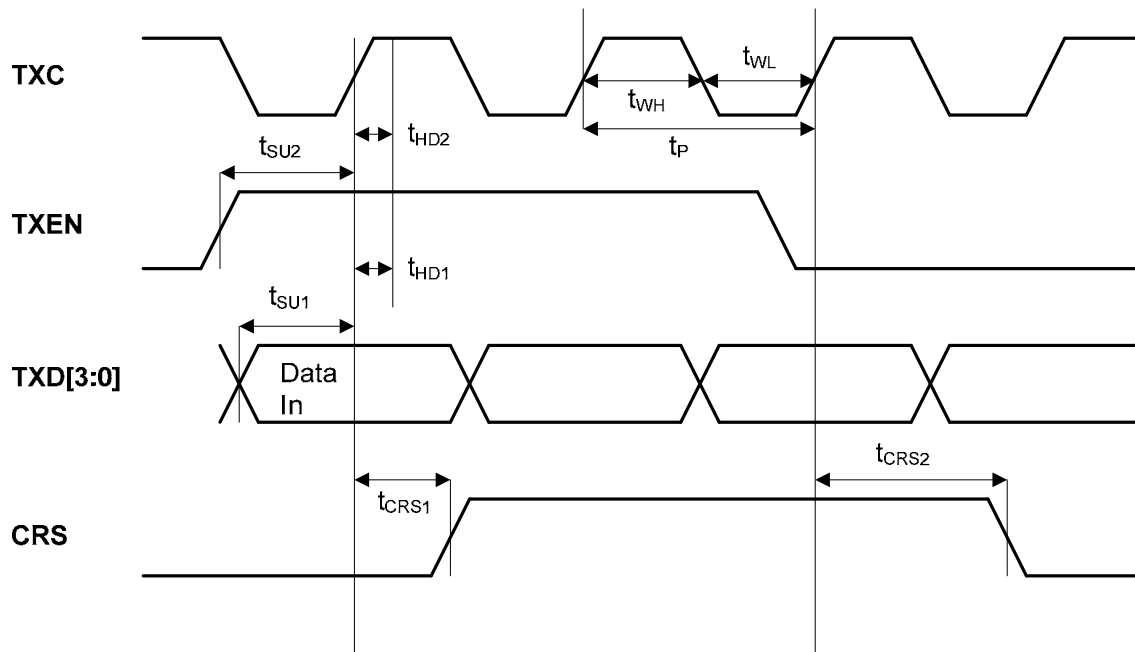 TXC
t_WL
t_WH
t_HD2
t_SU2
t_P
TXEN
t_HD1
t_SU1
TXD[3:0]
Data
In
t_CRS2
t_CRS1
CRS